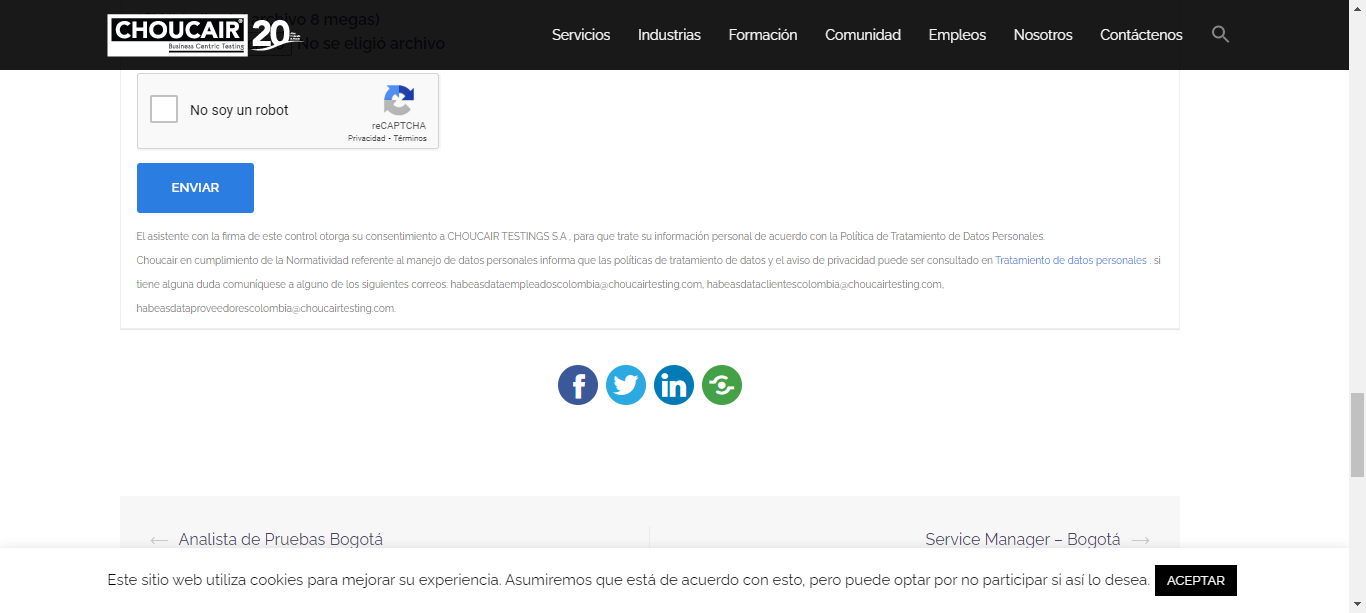 archivo 8 megas)
No se eligió archivo
CHOUCAIR
Business Centric Testing
20
Servicios Industrias Formación Comunidad Empleos Nosotros Contáctenos
No soy un robot
reCAPTCHA
Privacidad - Términos
ENVIAR
El asistente con la firma de este control otorga su consentimiento a CHOUCAIR TESTINGS S.A , para que trate su información personal de acuerdo con la Política de Tratamiento de Datos Personales.
Choucair en cumplimiento de la Normatividad referente al manejo de datos personales informa que las políticas de tratamiento de datos y el aviso de privacidad puede ser consultado en Tratamiento de datos personales . si
tiene alguna duda comuníquese a alguno de los siguientes correos: habeasdataempleadoscolombia@choucairtesting.com, habeasdataclientescolombia@choucairtesting.com,
habeasdataproveedorescolombia@choucairtesting.com.
Analista de Pruebas Bogotá
Service Manager – Bogotá
Este sitio web utiliza cookies para mejorar su experiencia. Asumiremos que está de acuerdo con esto, pero puede optar por no participar si así lo desea. ACEPTAR